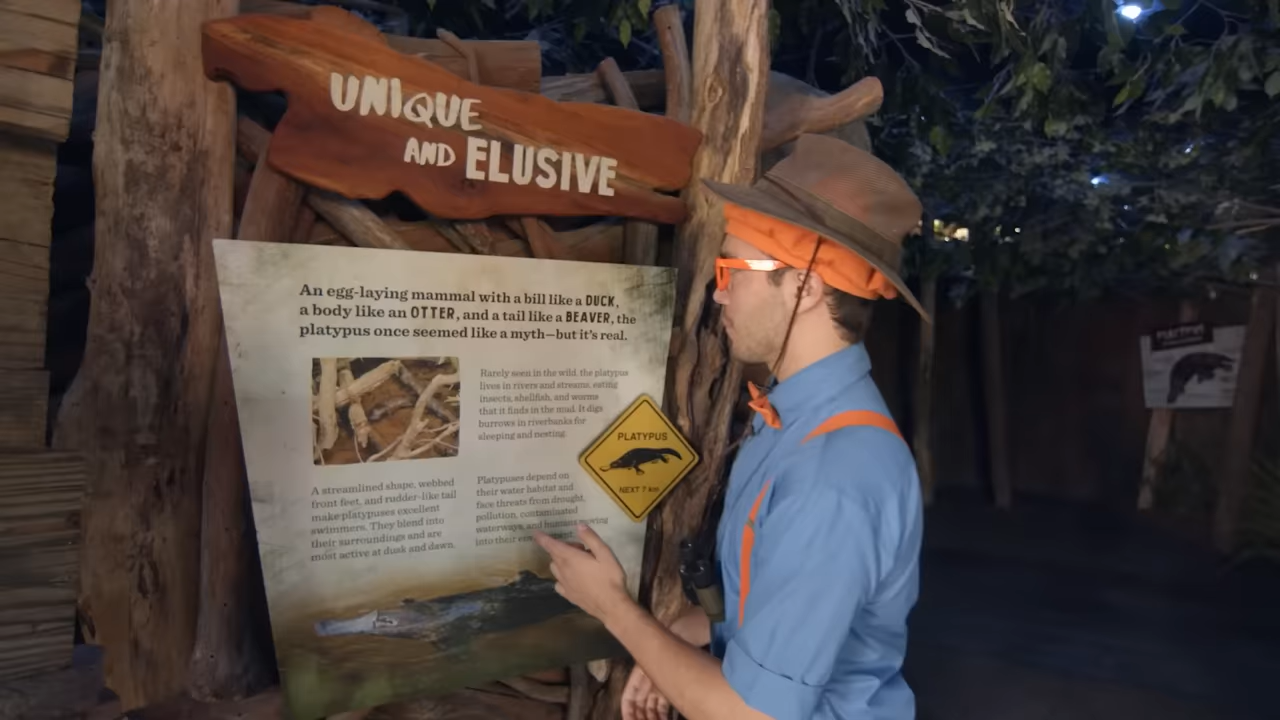 UNIQUE
AND ELUSIVE
An egg-laying mammal with a bill like a DUCK,
a body like an OTTER, and a tail like a BEAVER, the
platypus once seemed like a myth—but it's real.
Rarely seen in the wild, the platypus
lives in rivers and streams, eating
insects, shellfish, and worms
that it finds in the mud. It digs
burrows in riverbanks for
sleeping and nesting.
PLATYPUS
NEXT 7 km
A streamlined shape, webbed
front feet, and rudder-like tail
make platypuses excellent
swimmers. They blend into
their surroundings and are
most active at dusk and dawn.
Platypuses depend on
their water habitat and
face threats from drought,
pollution, contaminated
waterways, and humans moving
into their
PLATYPUS